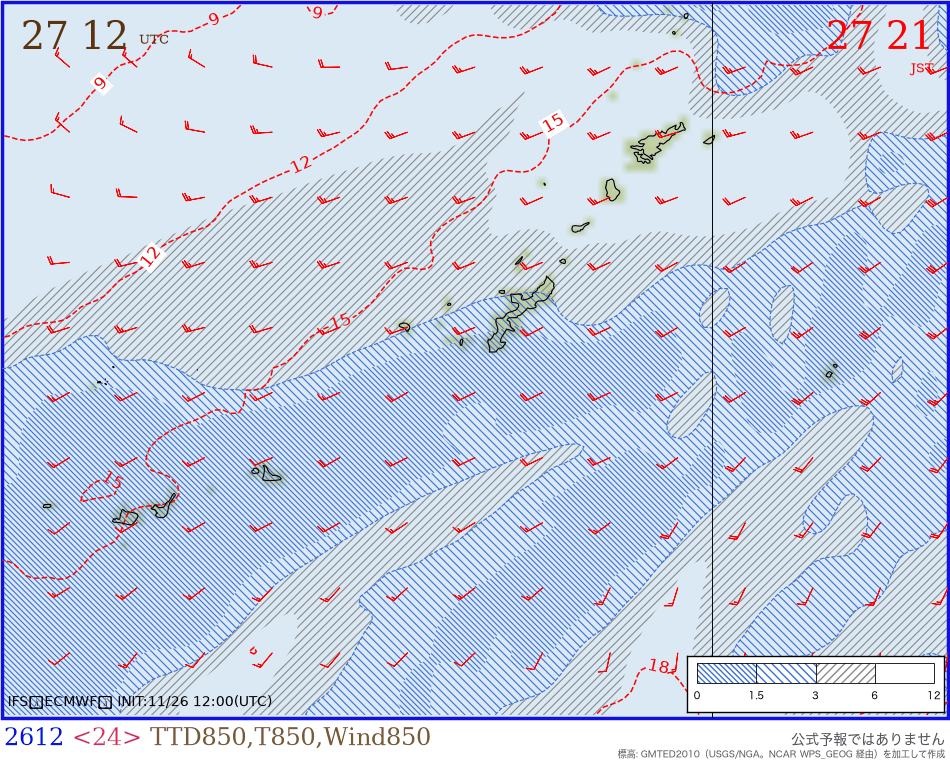 27 12 UTC
27 21
JST
9
9
9
12
12
15
15
15
18
0 1.5 3 6 12
IFS□ECMWF□ INIT:11/26 12:00(UTC)
2612 <24> TTD850,T850,Wind850
公式予報ではありません
標高: GMTED2010（USGS/NGA。NCAR WPS_GEOG 経由）を加工して作成